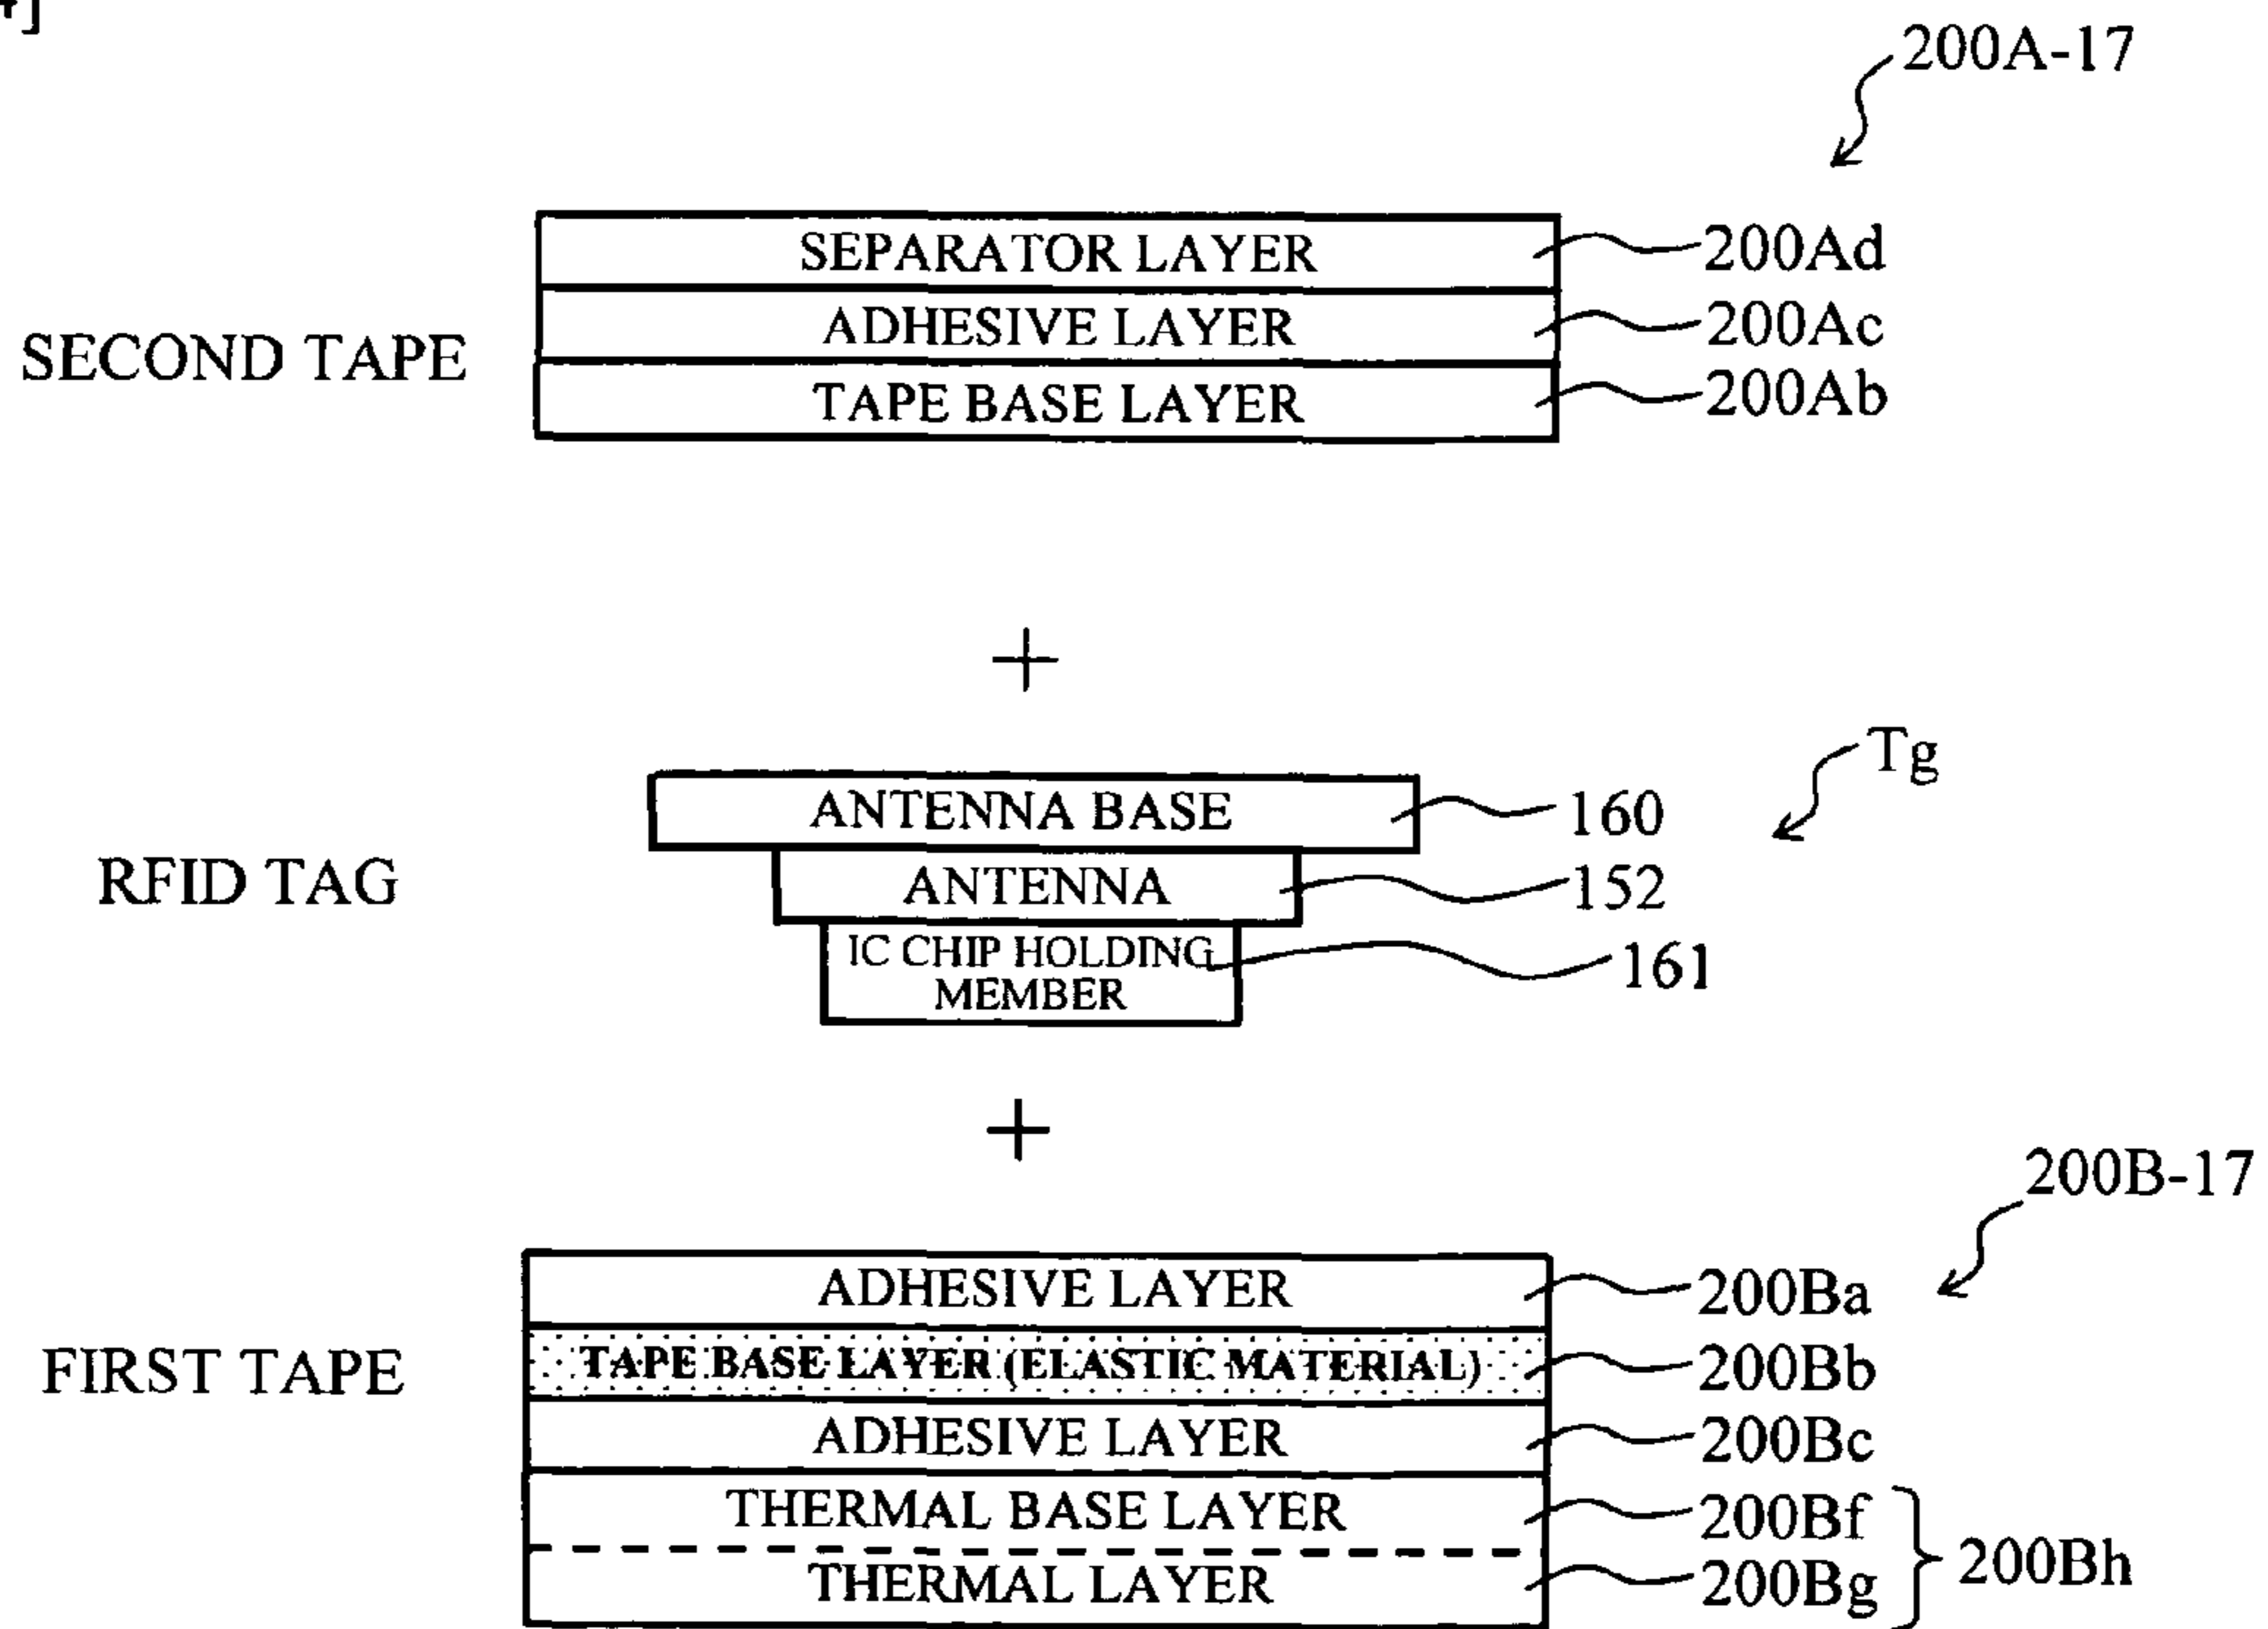 200A-17
SEPARATOR LAYER 200Ad
ADHESIVE LAYER 200Ac
SECOND TAPE
TAPE BASE LAYER 200Ab
+
Tg
ANTENNA BASE 160
RFID TAG
ANTENNA 152
IC CHIP HOLDING 161
MEMBER
+
200B-17
ADHESIVE LAYER 200Ba
FIRST TAPE
TAPE BASE LAYER (ELASTIC MATERIAL) 200Bb
ADHESIVE LAYER 200Bc
THERMAL BASE LAYER 200Bf
200Bh
THERMAL LAYER 200Bg